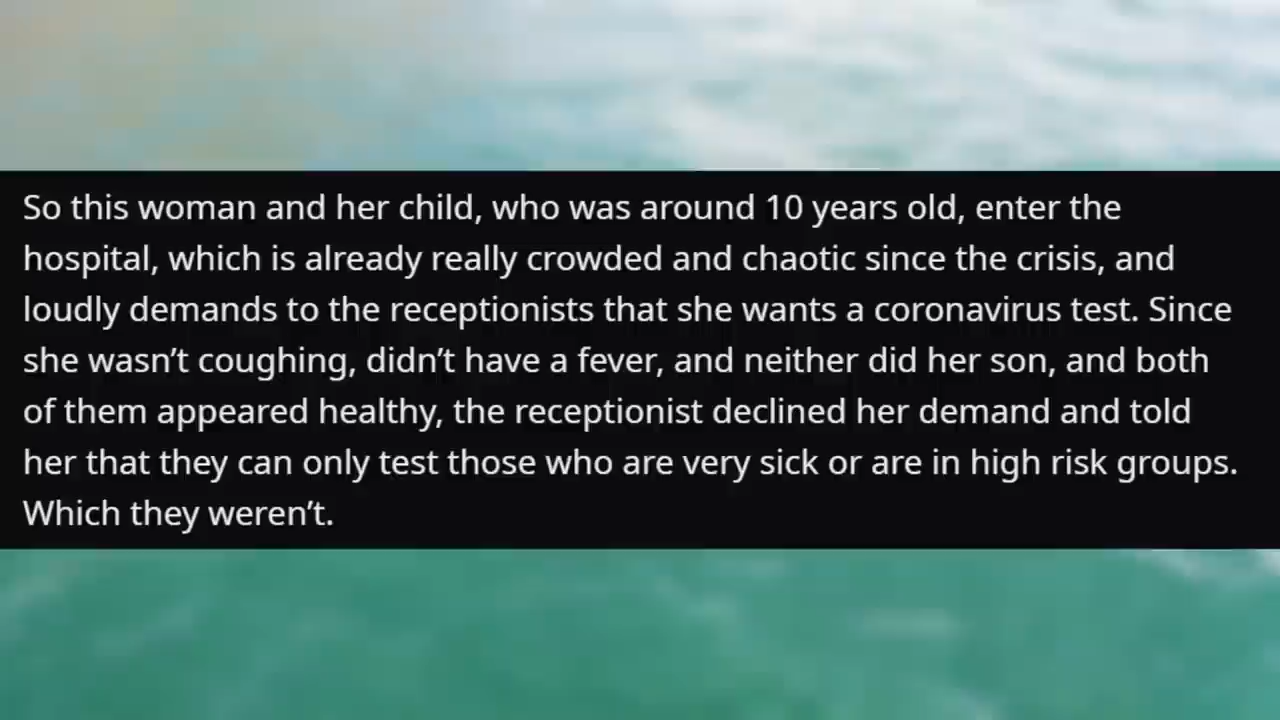 So this woman and her child, who was around 10 years old, enter the
hospital, which is already really crowded and chaotic since the crisis, and
loudly demands to the receptionists that she wants a coronavirus test. Since
she wasn’t coughing, didn’t have a fever, and neither did her son, and both
of them appeared healthy, the receptionist declined her demand and told
her that they can only test those who are very sick or are in high risk groups.
Which they weren’t.